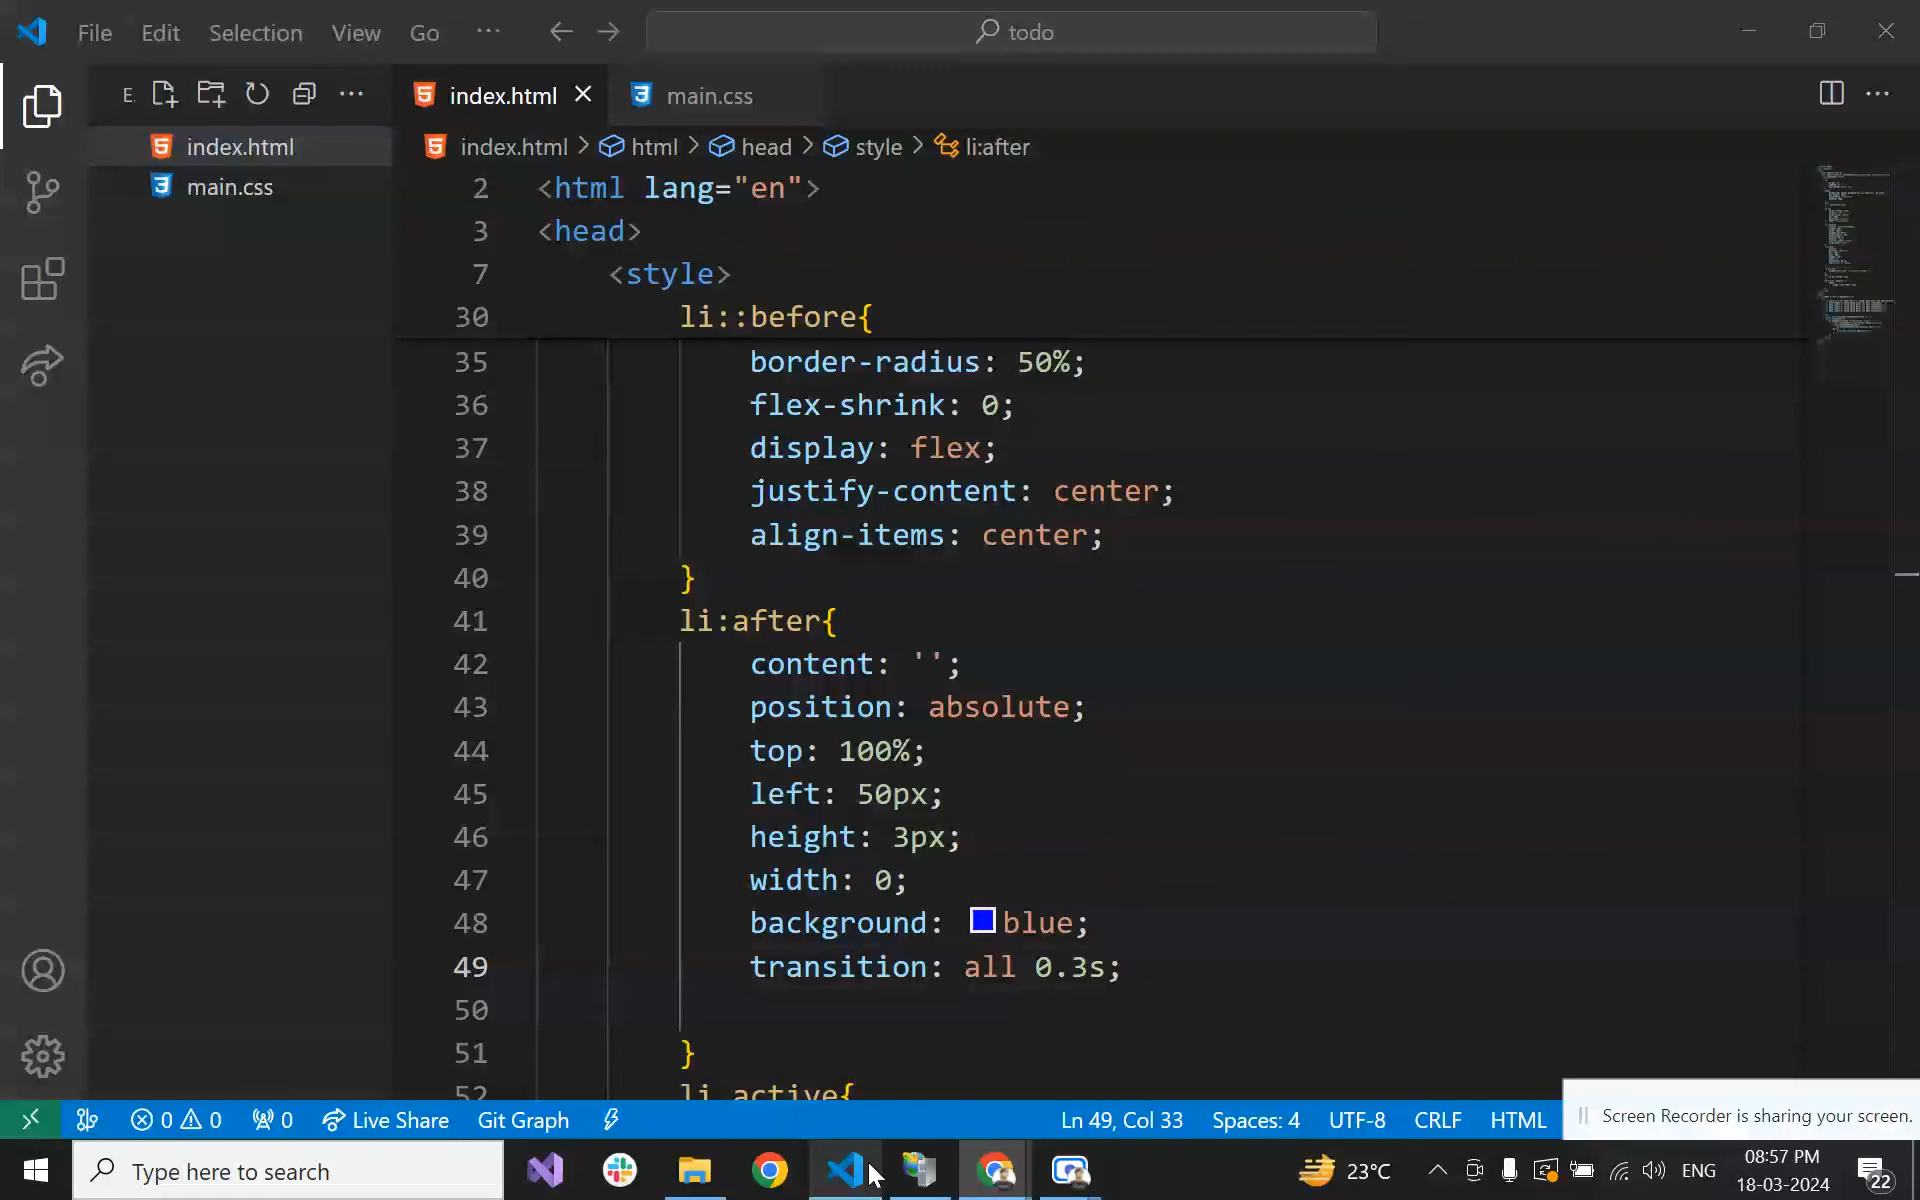 File Edit Selection View Go ··· todo
E. ··· index.html main.css ···
index.html
main.css
index.html > html > head > style > li:after
2 <html lang="en">
3 <head>
7 <style>
30 li::before{
35 border-radius: 50%;
36 flex-shrink: 0;
37 display: flex;
38 justify-content: center;
39 align-items: center;
40 }
41 li:after{
42 content: '';
43 position: absolute;
44 top: 100%;
45 left: 50px;
46 height: 3px;
47 width: 0;
48 background: blue;
49 transition: all 0.3s;
50
51 }
52 li.active{
0 0 0 Live Share Git Graph Ln 49, Col 33 Spaces: 4 UTF-8 CRLF HTML
Screen Recorder is sharing your screen.
Type here to search 23°C ENG 08:57 PM
18-03-2024 22